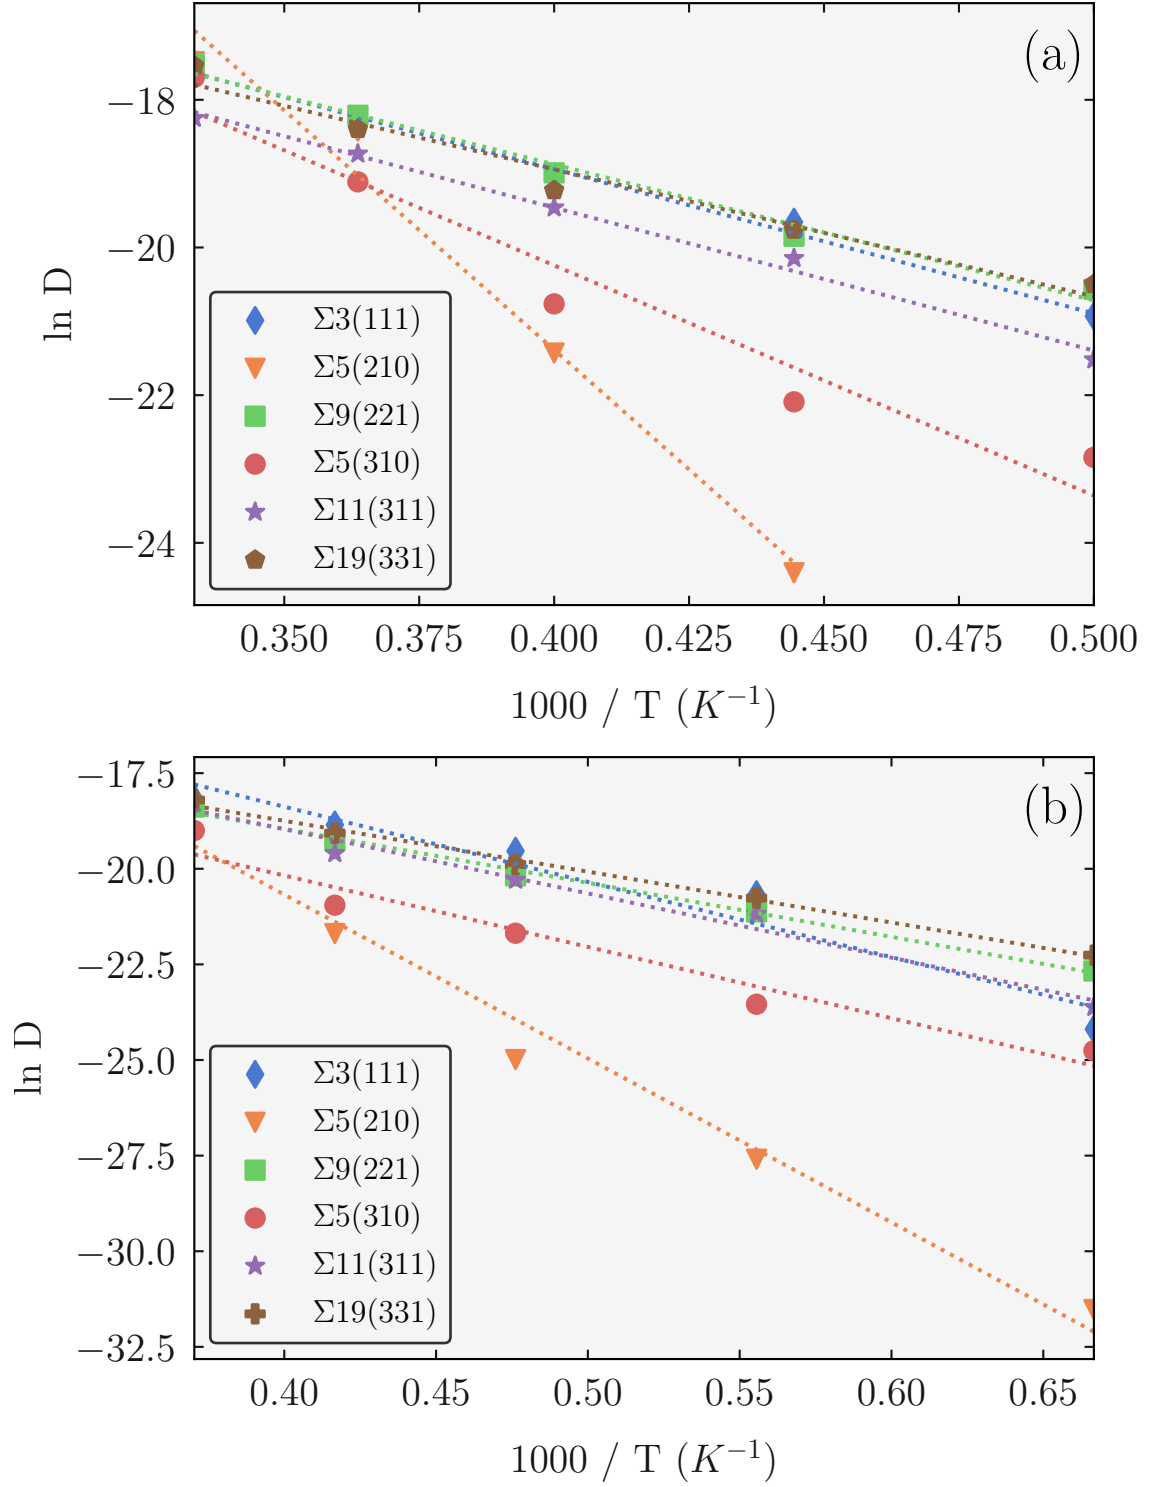 (a)
−18
−20
−22
−24
ln D
Σ3(111)
Σ5(210)
Σ9(221)
Σ5(310)
Σ11(311)
Σ19(331)
0.350 0.375 0.400 0.425 0.450 0.475 0.500
1000 / T (K⁻¹)
(b)
−17.5
−20.0
−22.5
−25.0
−27.5
−30.0
−32.5
ln D
Σ3(111)
Σ5(210)
Σ9(221)
Σ5(310)
Σ11(311)
Σ19(331)
0.40 0.45 0.50 0.55 0.60 0.65
1000 / T (K⁻¹)